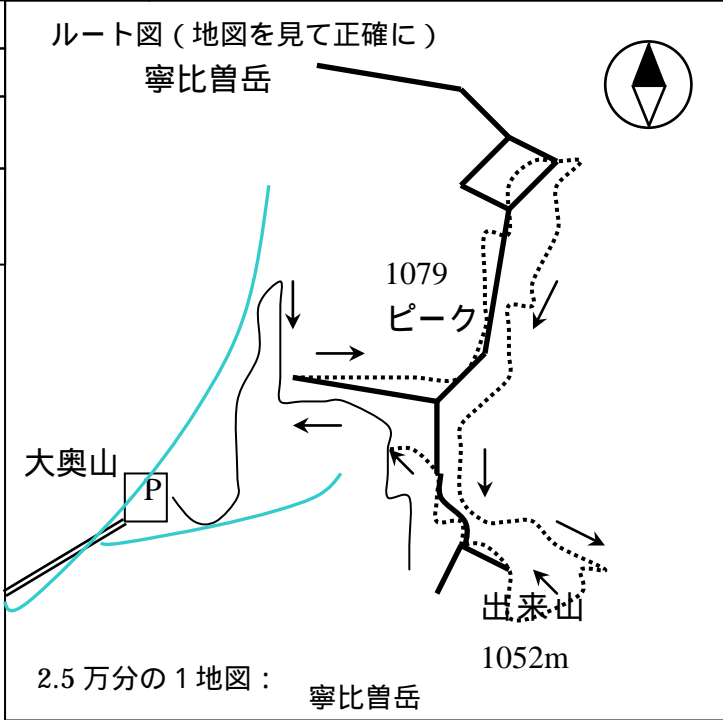 ルート図（地図を見て正確に）
寧比曽岳
1079
ピーク
大奥山
P
出来山
1052m
2.5 万分の 1 地図：
寧比曽岳